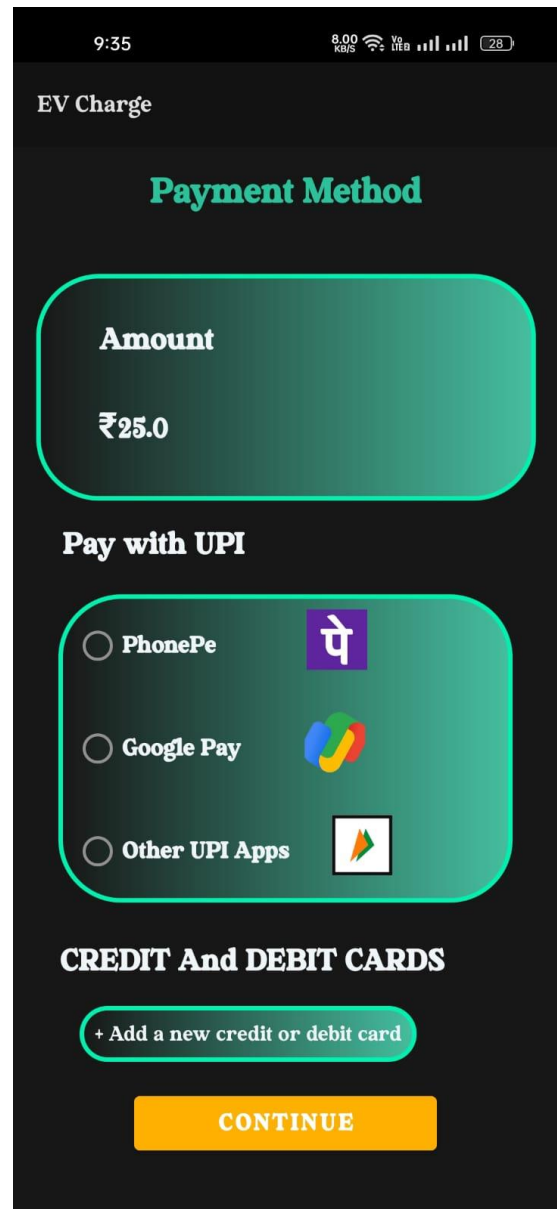 9:35
8.00 KB/S Vo LTE 28
EV Charge
Payment Method
Amount
₹25.0
Pay with UPI
PhonePe पे
Google Pay
Other UPI Apps
CREDIT And DEBIT CARDS
+ Add a new credit or debit card
CONTINUE